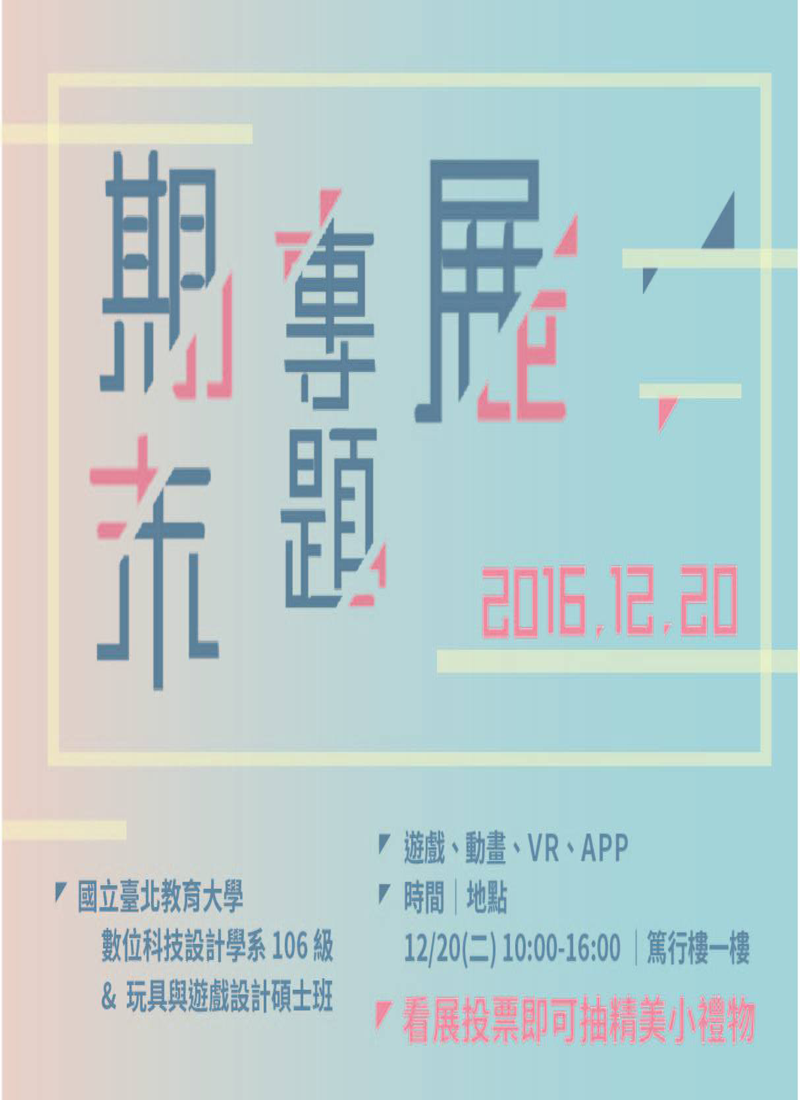 期末
專題
展
2016.12.20
國立臺北教育大學
數位科技設計學系 106 級
& 玩具與遊戲設計碩士班
遊戲、動畫、VR、APP
時間｜地點
12/20(二) 10:00-16:00｜篤行樓一樓
看展投票即可抽精美小禮物